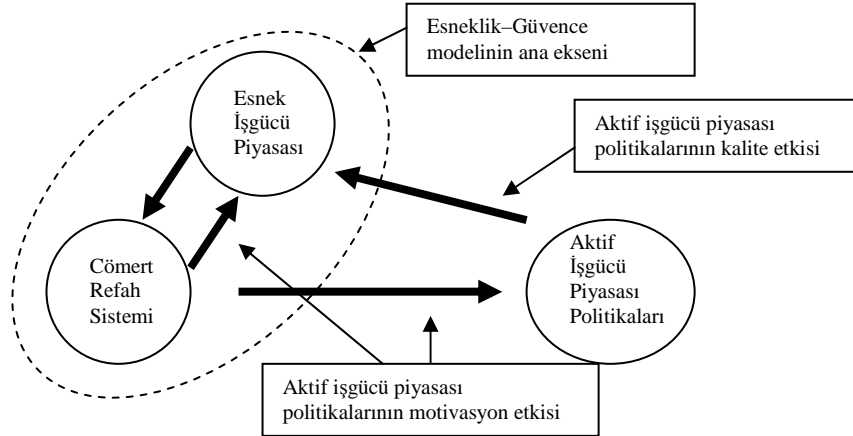 Esneklik–Güvence
modelinin ana ekseni
Esnek
İşgücü
Piyasası
Aktif işgücü piyasası
politikalarının kalite etkisi
Cömert
Refah
Sistemi
Aktif
İşgücü
Piyasası
Politikaları
Aktif işgücü piyasası
politikalarının motivasyon etkisi